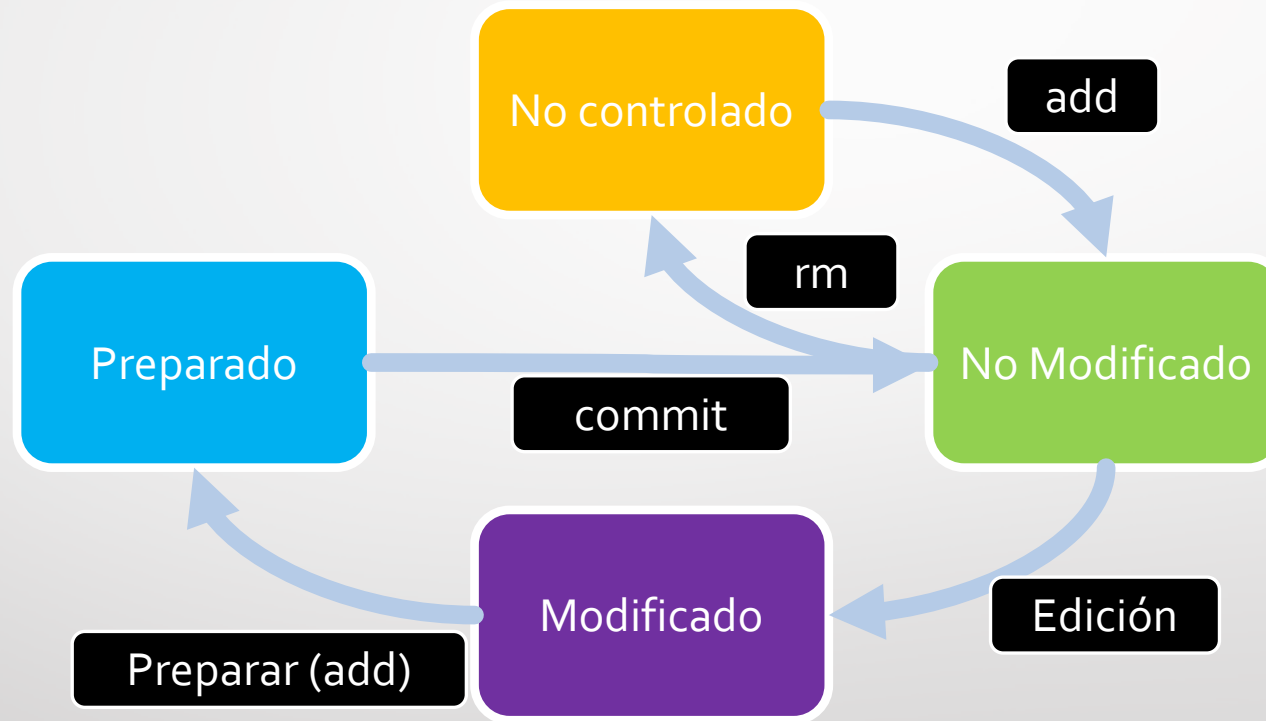 No controlado
add
rm
Preparado
No Modificado
commit
Modificado
Edición
Preparar (add)